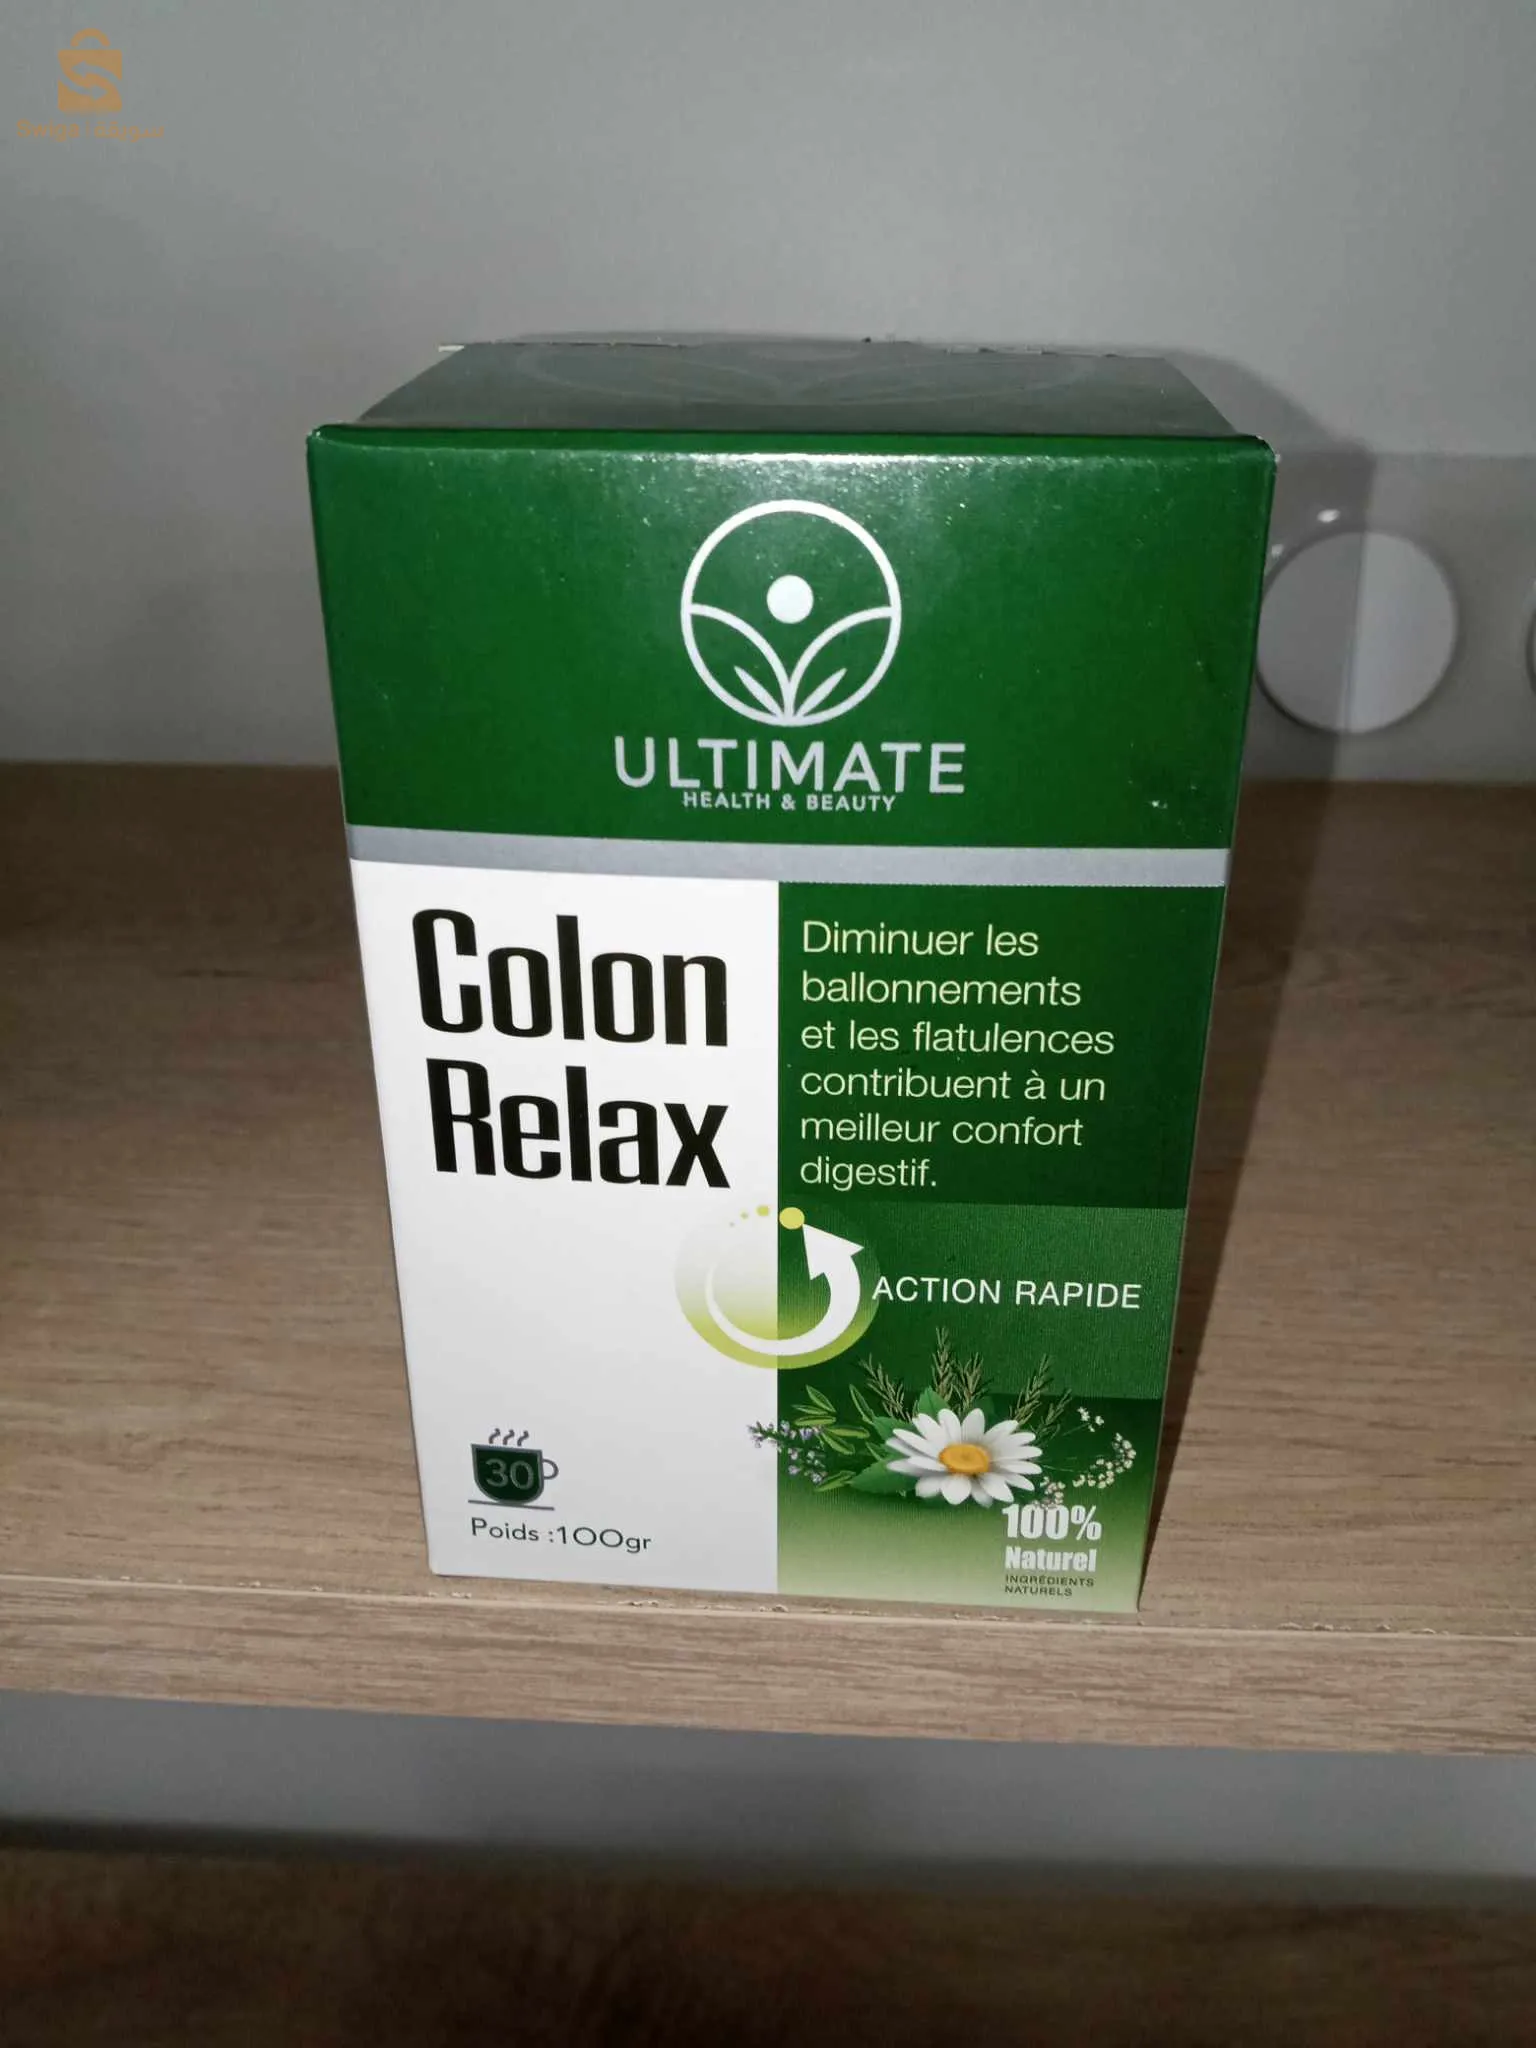 ULTIMATE
HEALTH & BEAUTY
Colon
Relax
Diminuer les
ballonnements
et les flatulences
contribuent à un
meilleur confort
digestif.
ACTION RAPIDE
30
Poids :100gr
100%
Naturel
INGRÉDIENTS
NATURELS